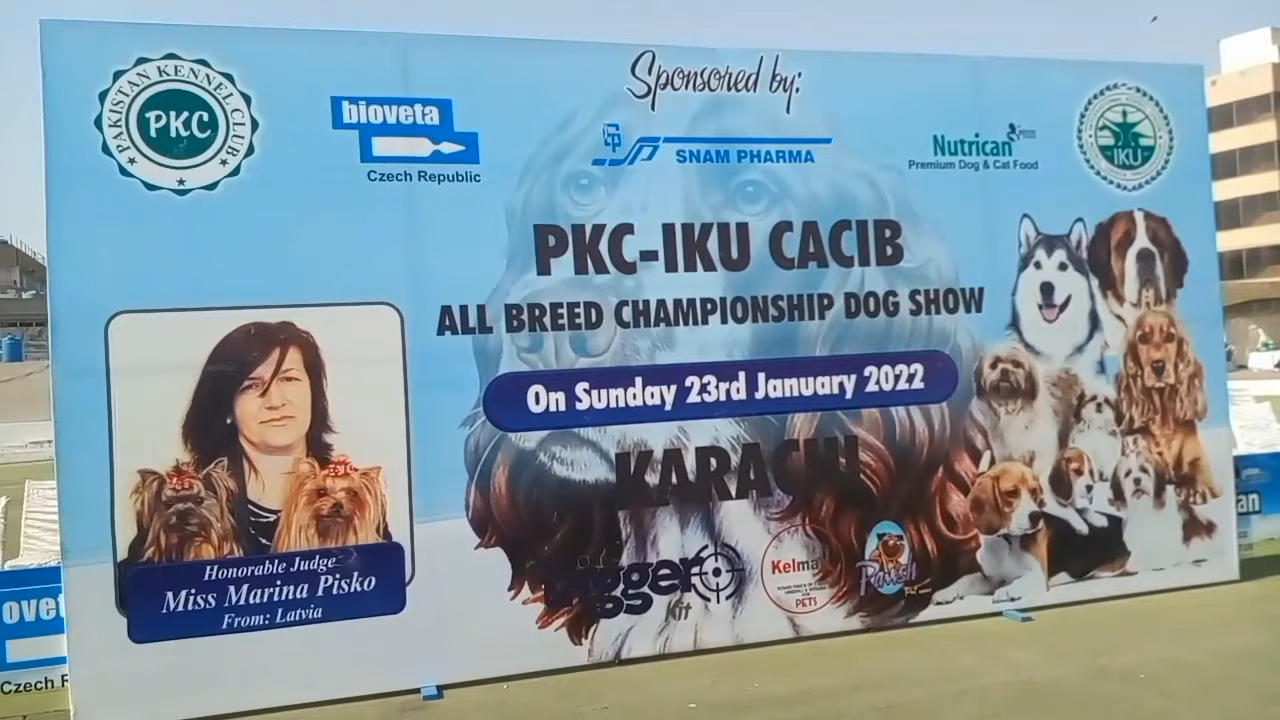 Sponsored by:
PAKISTAN KENNEL CLUB
PKC
bioveta
Czech Republic
SNAM PHARMA
Nutrican
Premium Dog & Cat Food
IKU
PKC-IKU CACIB
ALL BREED CHAMPIONSHIP DOG SHOW
On Sunday 23rd January 2022
KARACHI
Honorable Judge
Miss Marina Pisko
From: Latvia
Kit
PETS
Czech